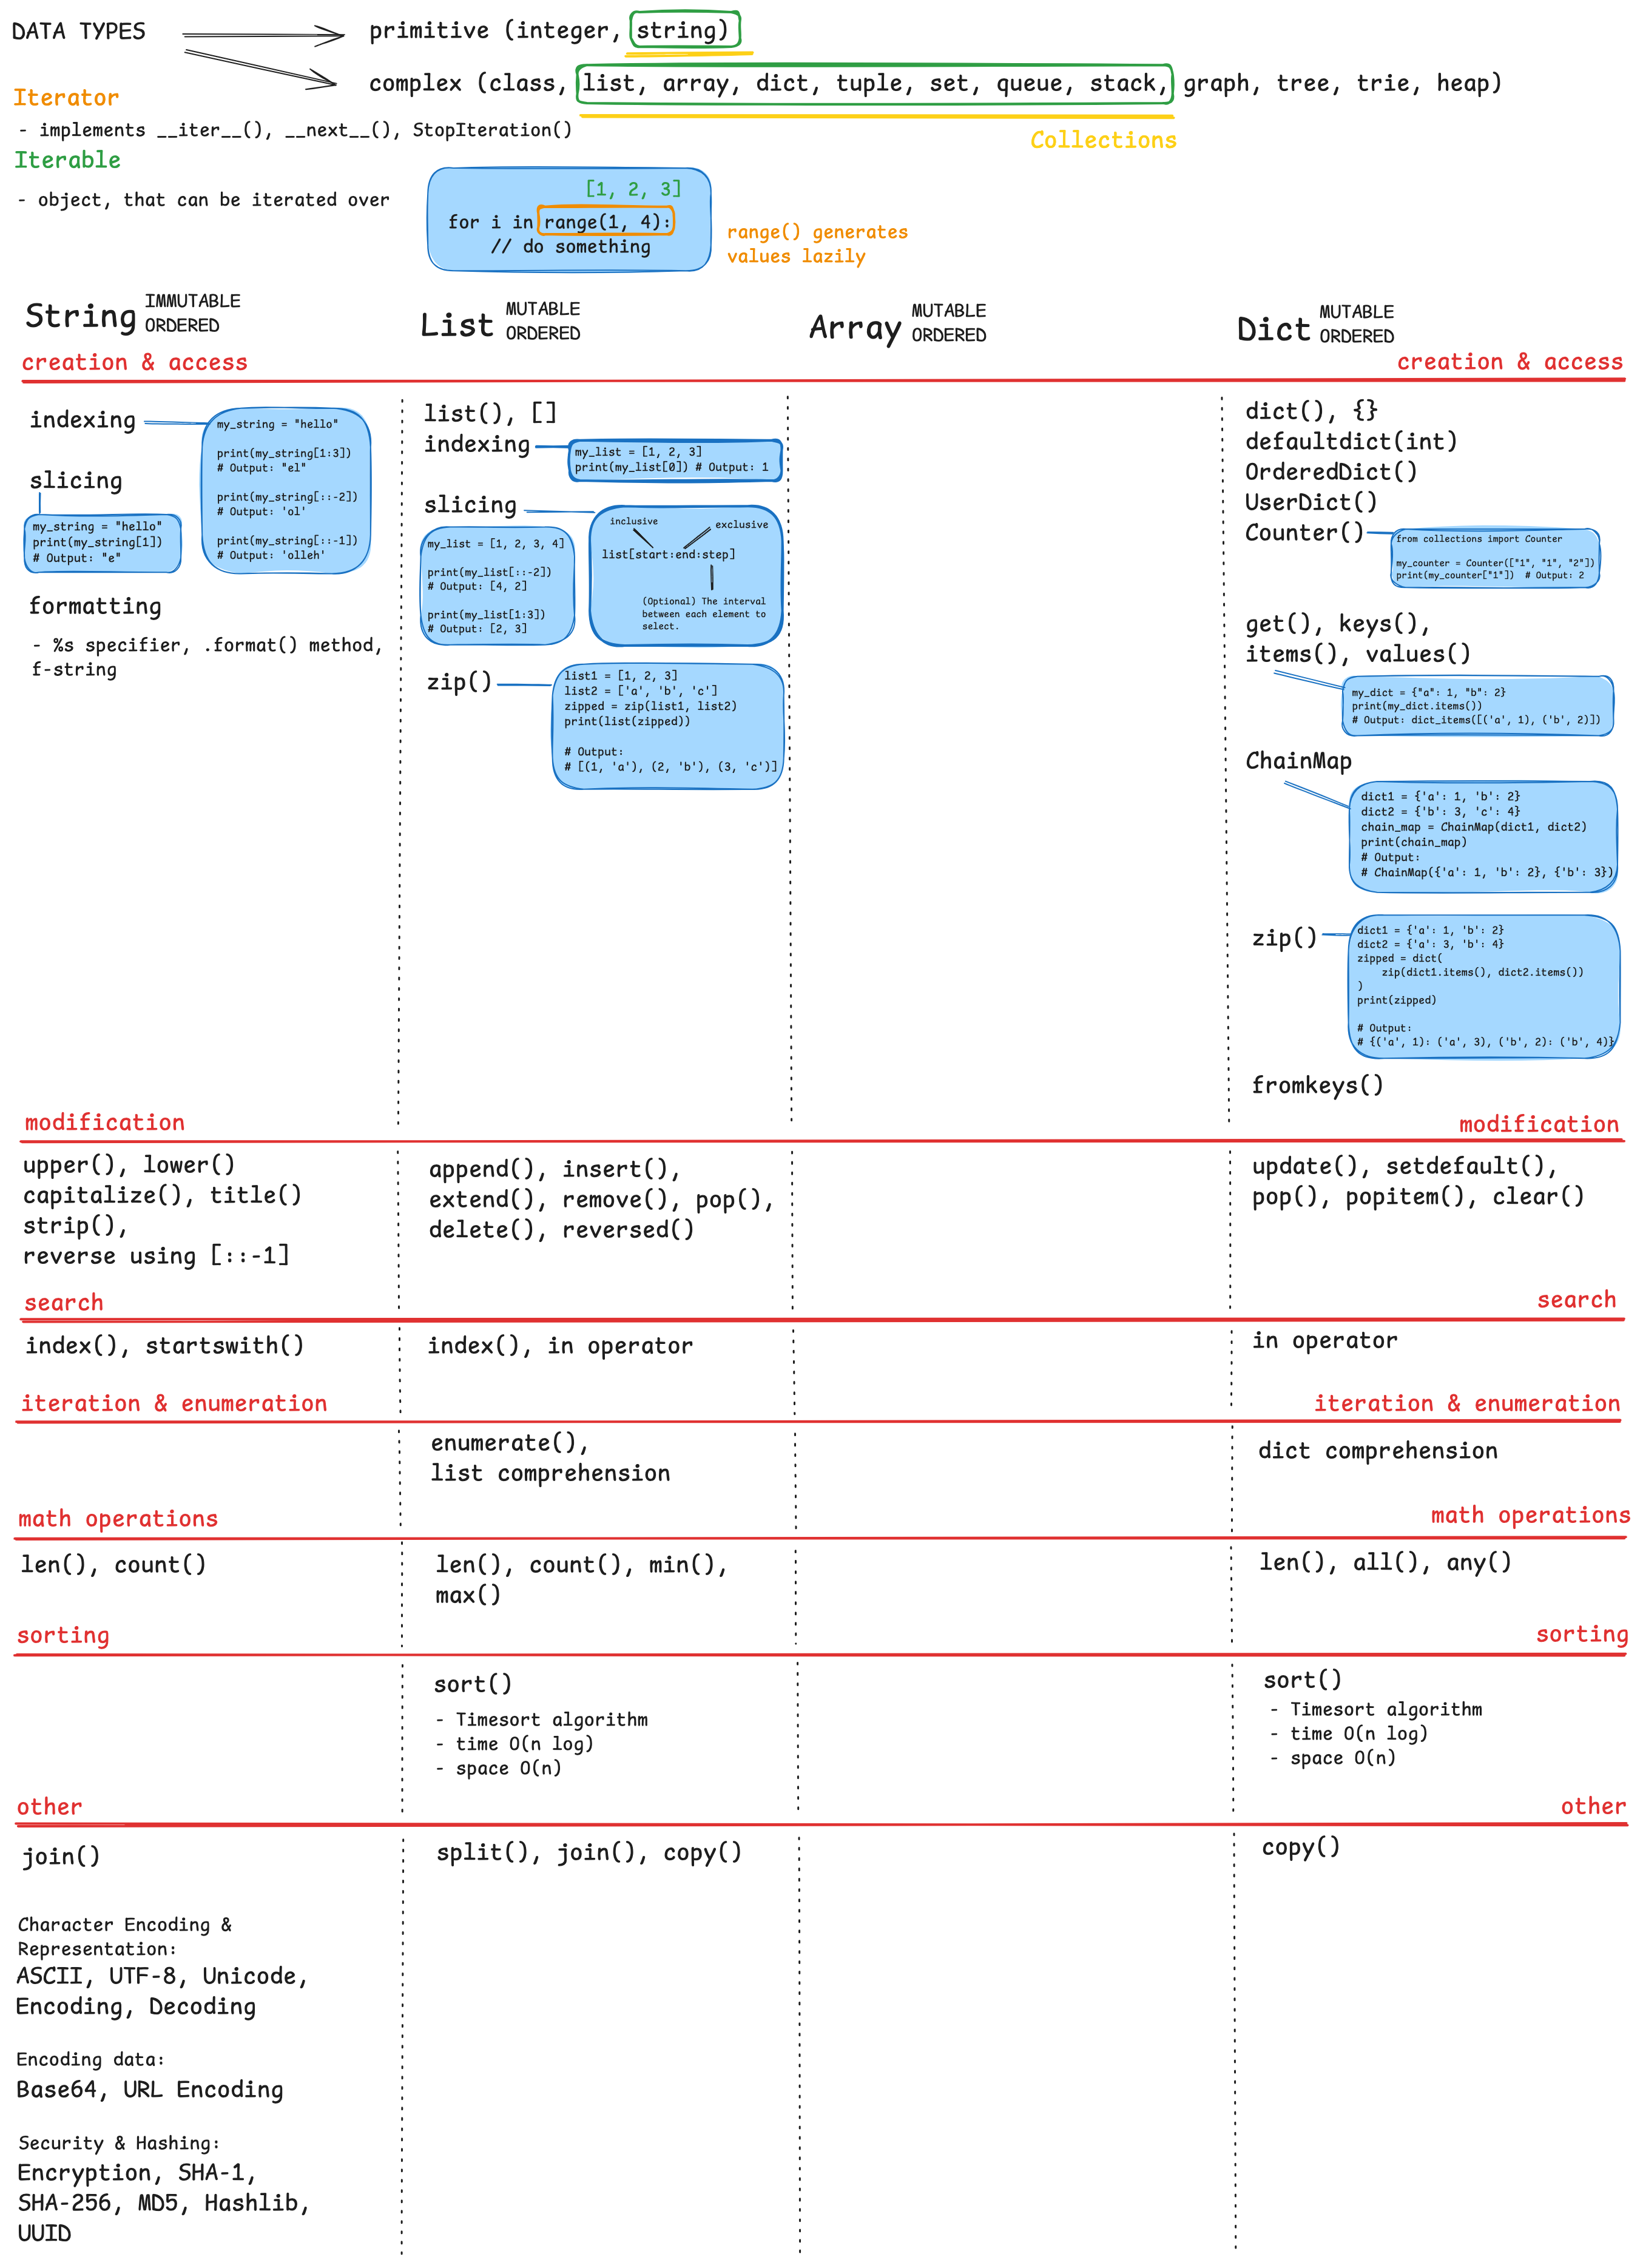 DATA TYPES
primitive (integer, string)
complex (class, list, array, dict, tuple, set, queue, stack, graph, tree, trie, heap)
Collections
Iterator
- implements __iter__(), __next__(), StopIteration()
Iterable
- object, that can be iterated over
[1, 2, 3]
for i in range(1, 4):
// do something
range() generates
values lazily
String
IMMUTABLE
ORDERED
List
MUTABLE
ORDERED
Array
MUTABLE
ORDERED
Dict
MUTABLE
ORDERED
creation & access
creation & access
indexing
my_string = "hello"
print(my_string[1:3])
# Output: "el"
print(my_string[::-2])
# Output: 'ol'
print(my_string[::-1])
# Output: 'olleh'
slicing
my_string = "hello"
print(my_string[1])
# Output: "e"
formatting
- %s specifier, .format() method,
f-string
list(), []
indexing
my_list = [1, 2, 3]
print(my_list[0]) # Output: 1
slicing
my_list = [1, 2, 3, 4]
print(my_list[::-2])
# Output: [4, 2]
print(my_list[1:3])
# Output: [2, 3]
inclusive
exclusive
list[start:end:step]
(Optional) The interval
between each element to
select.
zip()
list1 = [1, 2, 3]
list2 = ['a', 'b', 'c']
zipped = zip(list1, list2)
print(list(zipped))
# Output:
# [(1, 'a'), (2, 'b'), (3, 'c')]
dict(), {}
defaultdict(int)
OrderedDict()
UserDict()
Counter()
from collections import Counter
my_counter = Counter(["1", "1", "2"])
print(my_counter["1"]) # Output: 2
get(), keys(),
items(), values()
my_dict = {"a": 1, "b": 2}
print(my_dict.items())
# Output: dict_items([('a', 1), ('b', 2)])
ChainMap
dict1 = {'a': 1, 'b': 2}
dict2 = {'b': 3, 'c': 4}
chain_map = ChainMap(dict1, dict2)
print(chain_map)
# Output:
# ChainMap({'a': 1, 'b': 2}, {'b': 3})
zip()
dict1 = {'a': 1, 'b': 2}
dict2 = {'a': 3, 'b': 4}
zipped = dict(
zip(dict1.items(), dict2.items())
)
print(zipped)
# Output:
# {('a', 1): ('a', 3), ('b', 2): ('b', 4)}
fromkeys()
modification
modification
upper(), lower()
capitalize(), title()
strip(),
reverse using [::-1]
append(), insert(),
extend(), remove(), pop(),
delete(), reversed()
update(), setdefault(),
pop(), popitem(), clear()
search
search
index(), startswith()
index(), in operator
in operator
iteration & enumeration
iteration & enumeration
enumerate(),
list comprehension
dict comprehension
math operations
math operations
len(), count()
len(), count(), min(),
max()
len(), all(), any()
sorting
sorting
sort()
- Timesort algorithm
- time O(n log)
- space O(n)
sort()
- Timesort algorithm
- time O(n log)
- space O(n)
other
other
join()
split(), join(), copy()
copy()
Character Encoding &
Representation:
ASCII, UTF-8, Unicode,
Encoding, Decoding
Encoding data:
Base64, URL Encoding
Security & Hashing:
Encryption, SHA-1,
SHA-256, MD5, Hashlib,
UUID